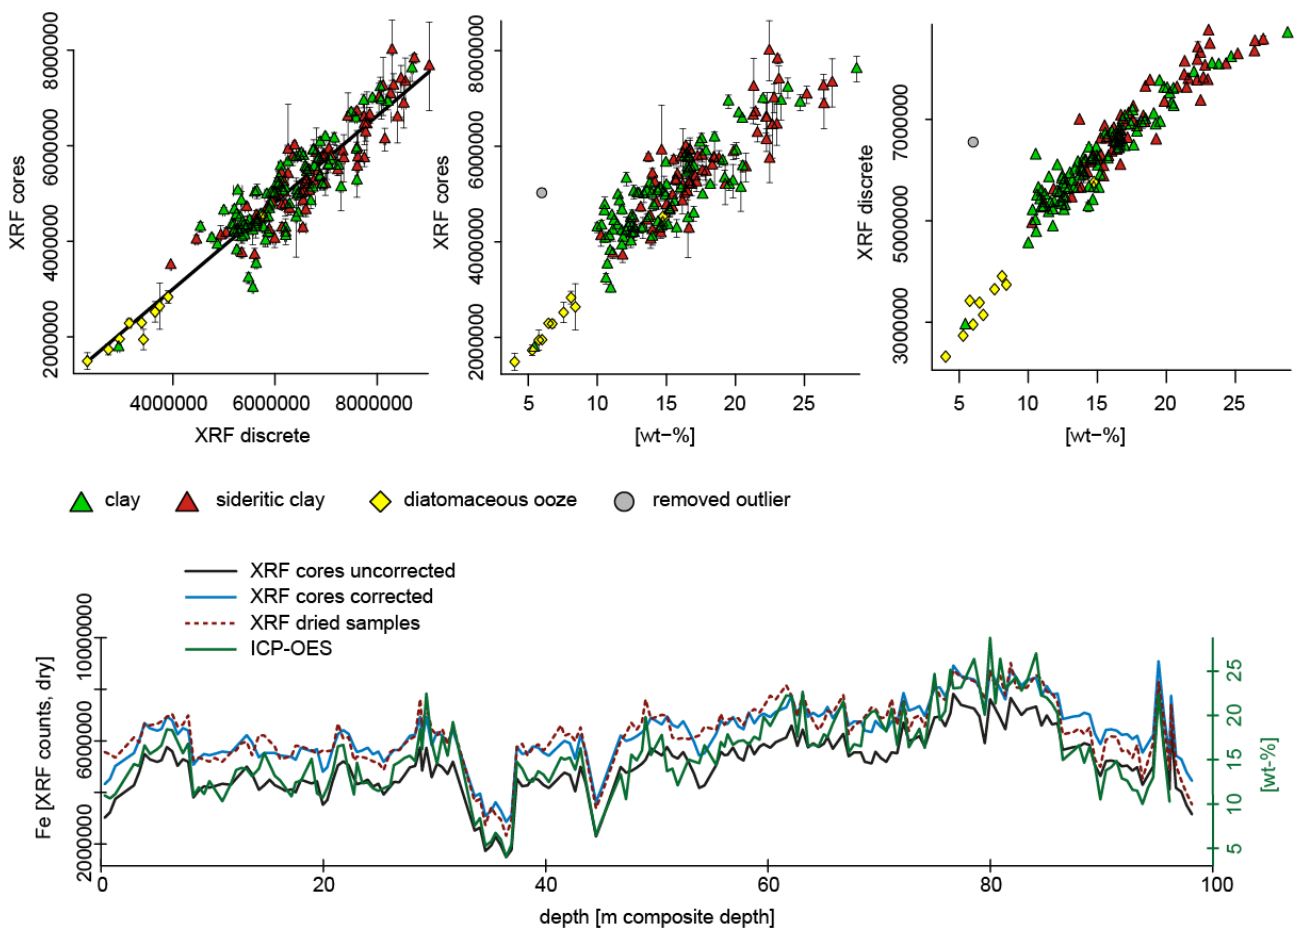 XRF cores
2000000 4000000 6000000 8000000
4000000 6000000 8000000
XRF discrete
XRF cores
2000000 4000000 6000000 8000000
5 10 15 20 25
[wt-%]
XRF discrete
3000000 5000000 7000000
5 10 15 20 25
[wt-%]
clay sideritic clay diatomaceous ooze removed outlier
XRF cores uncorrected
XRF cores corrected
XRF dried samples
ICP-OES
Fe [XRF counts, dry]
2000000 6000000 10000000
0 20 40 60 80 100
depth [m composite depth]
5 10 15 20 25
[wt-%]